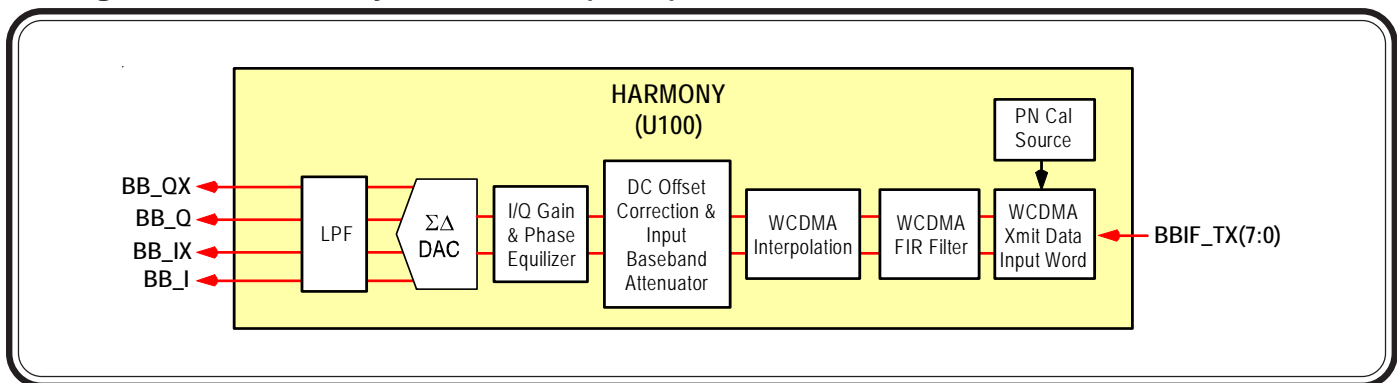 HARMONY
(U100)
PN Cal
Source
BB_QX
BB_Q
BB_IX
BB_I
LPF
ΣΔ
DAC
I/Q Gain
& Phase
Equilizer
DC Offset
Correction &
Input
Baseband
Attenuator
WCDMA
Interpolation
WCDMA
FIR Filter
WCDMA
Xmit Data
Input Word
BBIF_TX(7:0)